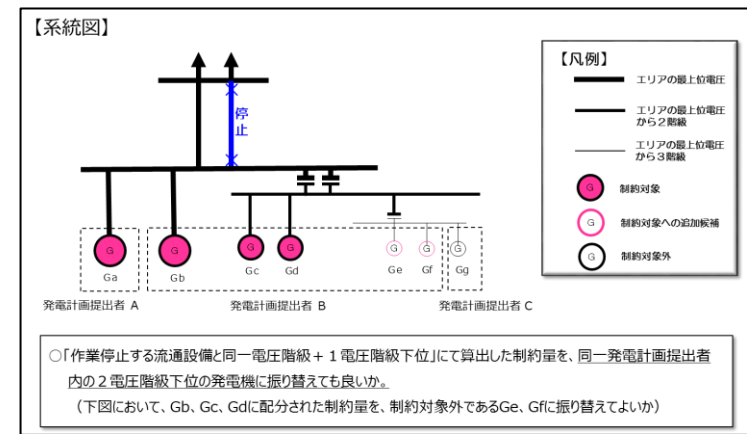 【系統図】
停
止
G
G
G
G
G
G
G
Ga
Gb
Gc
Gd
Ge
Gf
Gg
発電計画提出者 A
発電計画提出者 B
発電計画提出者 C
【凡例】
エリアの最上位電圧
エリアの最上位電圧
から2階級
エリアの最上位電圧
から3階級
G
制約対象
G
制約対象への追加候補
G
制約対象外
○「作業停止する流通設備と同一電圧階級+1電圧階級下位」にて算出した制約量を、同一発電計画提出者
内の2電圧階級下位の発電機に振り替えても良いか。
(下図において、Gb、Gc、Gdに配分された制約量を、制約対象外であるGe、Gfに振り替えてよいか)